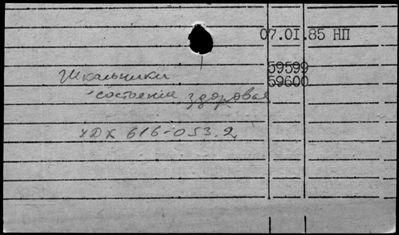 07.01.85 НП
59599
Школьники
59600
- состояние здоровья
УДК 616-053.2